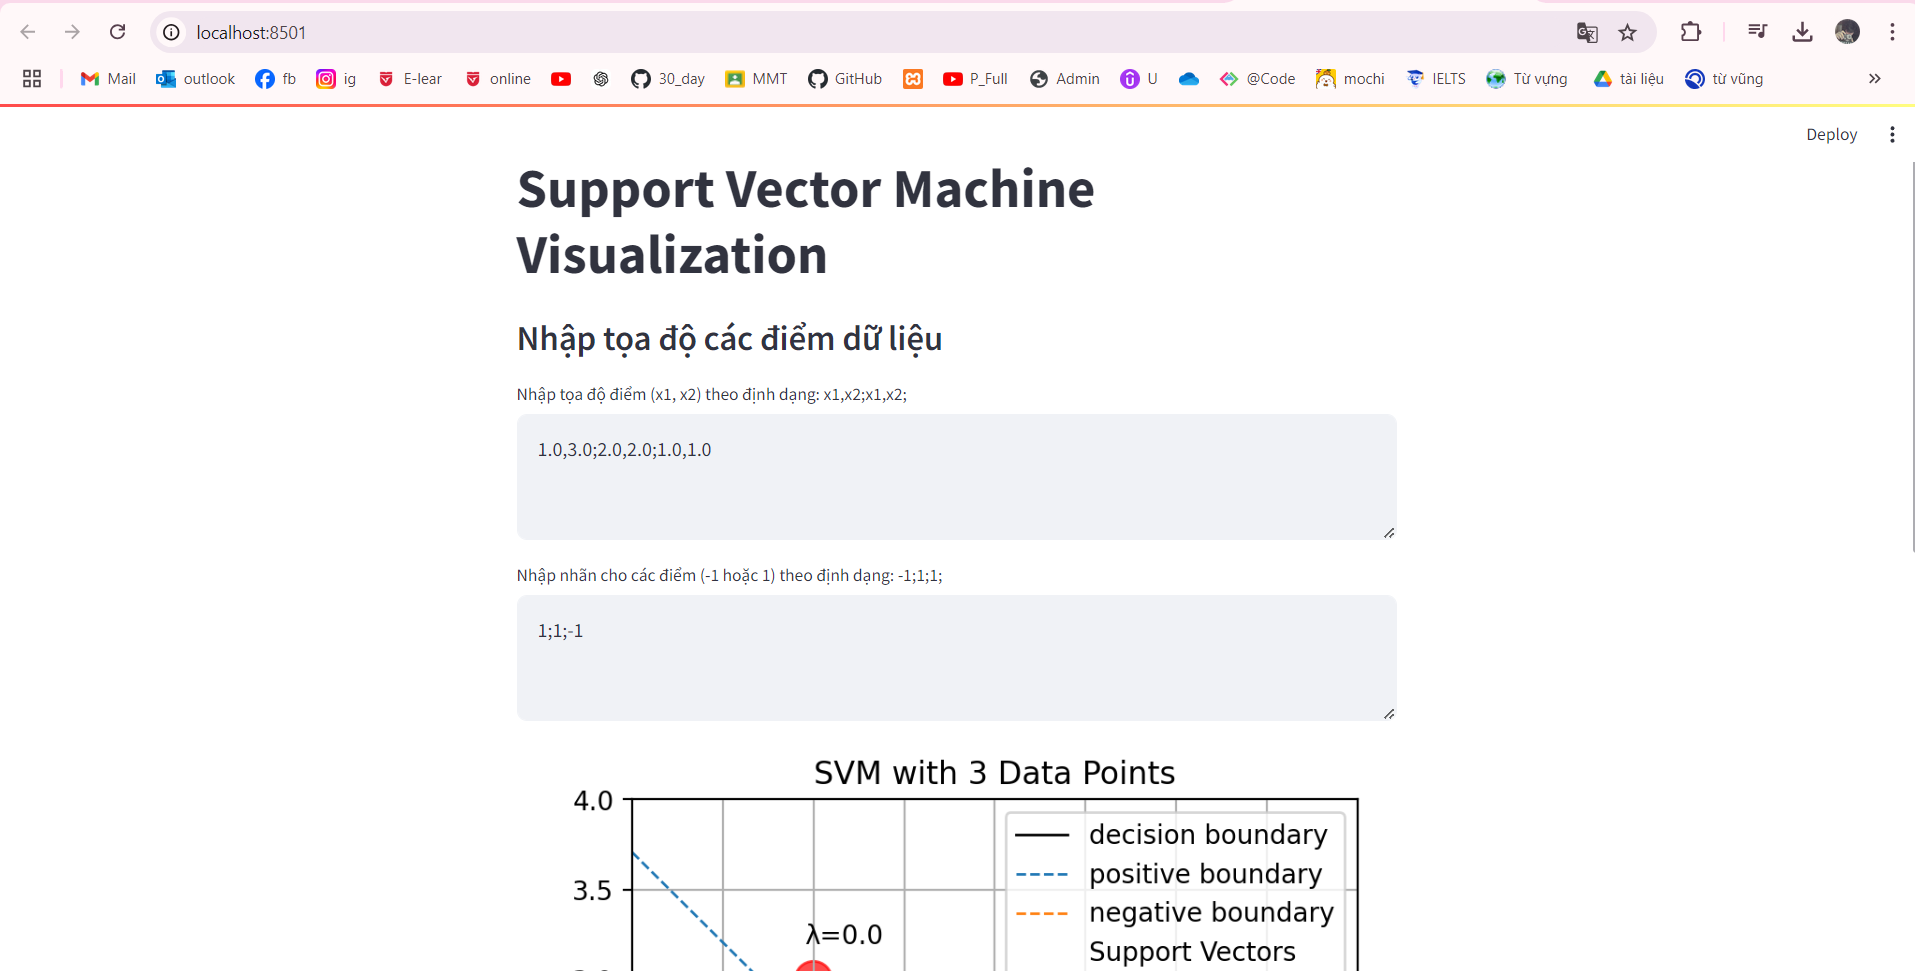 localhost:8501
Mail outlook fb ig E-lear online 30_day MMT GitHub P_Full Admin U @Code mochi IELTS Từ vựng tài liệu từ vũng
Deploy
Support Vector Machine
Visualization
Nhập tọa độ các điểm dữ liệu
Nhập tọa độ điểm (x1, x2) theo định dạng: x1,x2;x1,x2;
1.0,3.0;2.0,2.0;1.0,1.0
Nhập nhãn cho các điểm (-1 hoặc 1) theo định dạng: -1;1;1;
1;1;-1
SVM with 3 Data Points
4.0
decision boundary
positive boundary
3.5
negative boundary
λ=0.0
Support Vectors